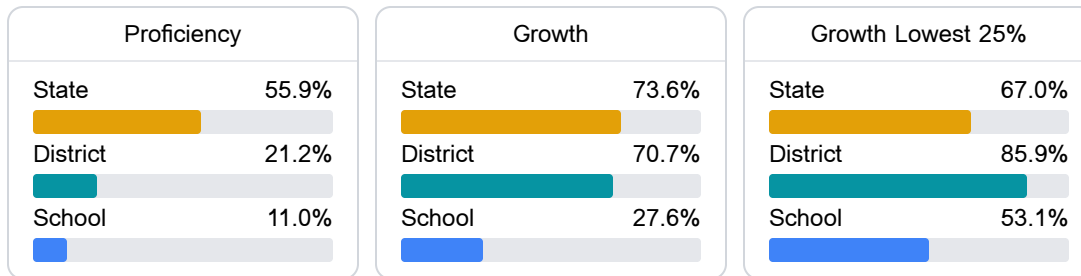 Proficiency
State 55.9%
District 21.2%
School 11.0%
Growth
State 73.6%
District 70.7%
School 27.6%
Growth Lowest 25%
State 67.0%
District 85.9%
School 53.1%